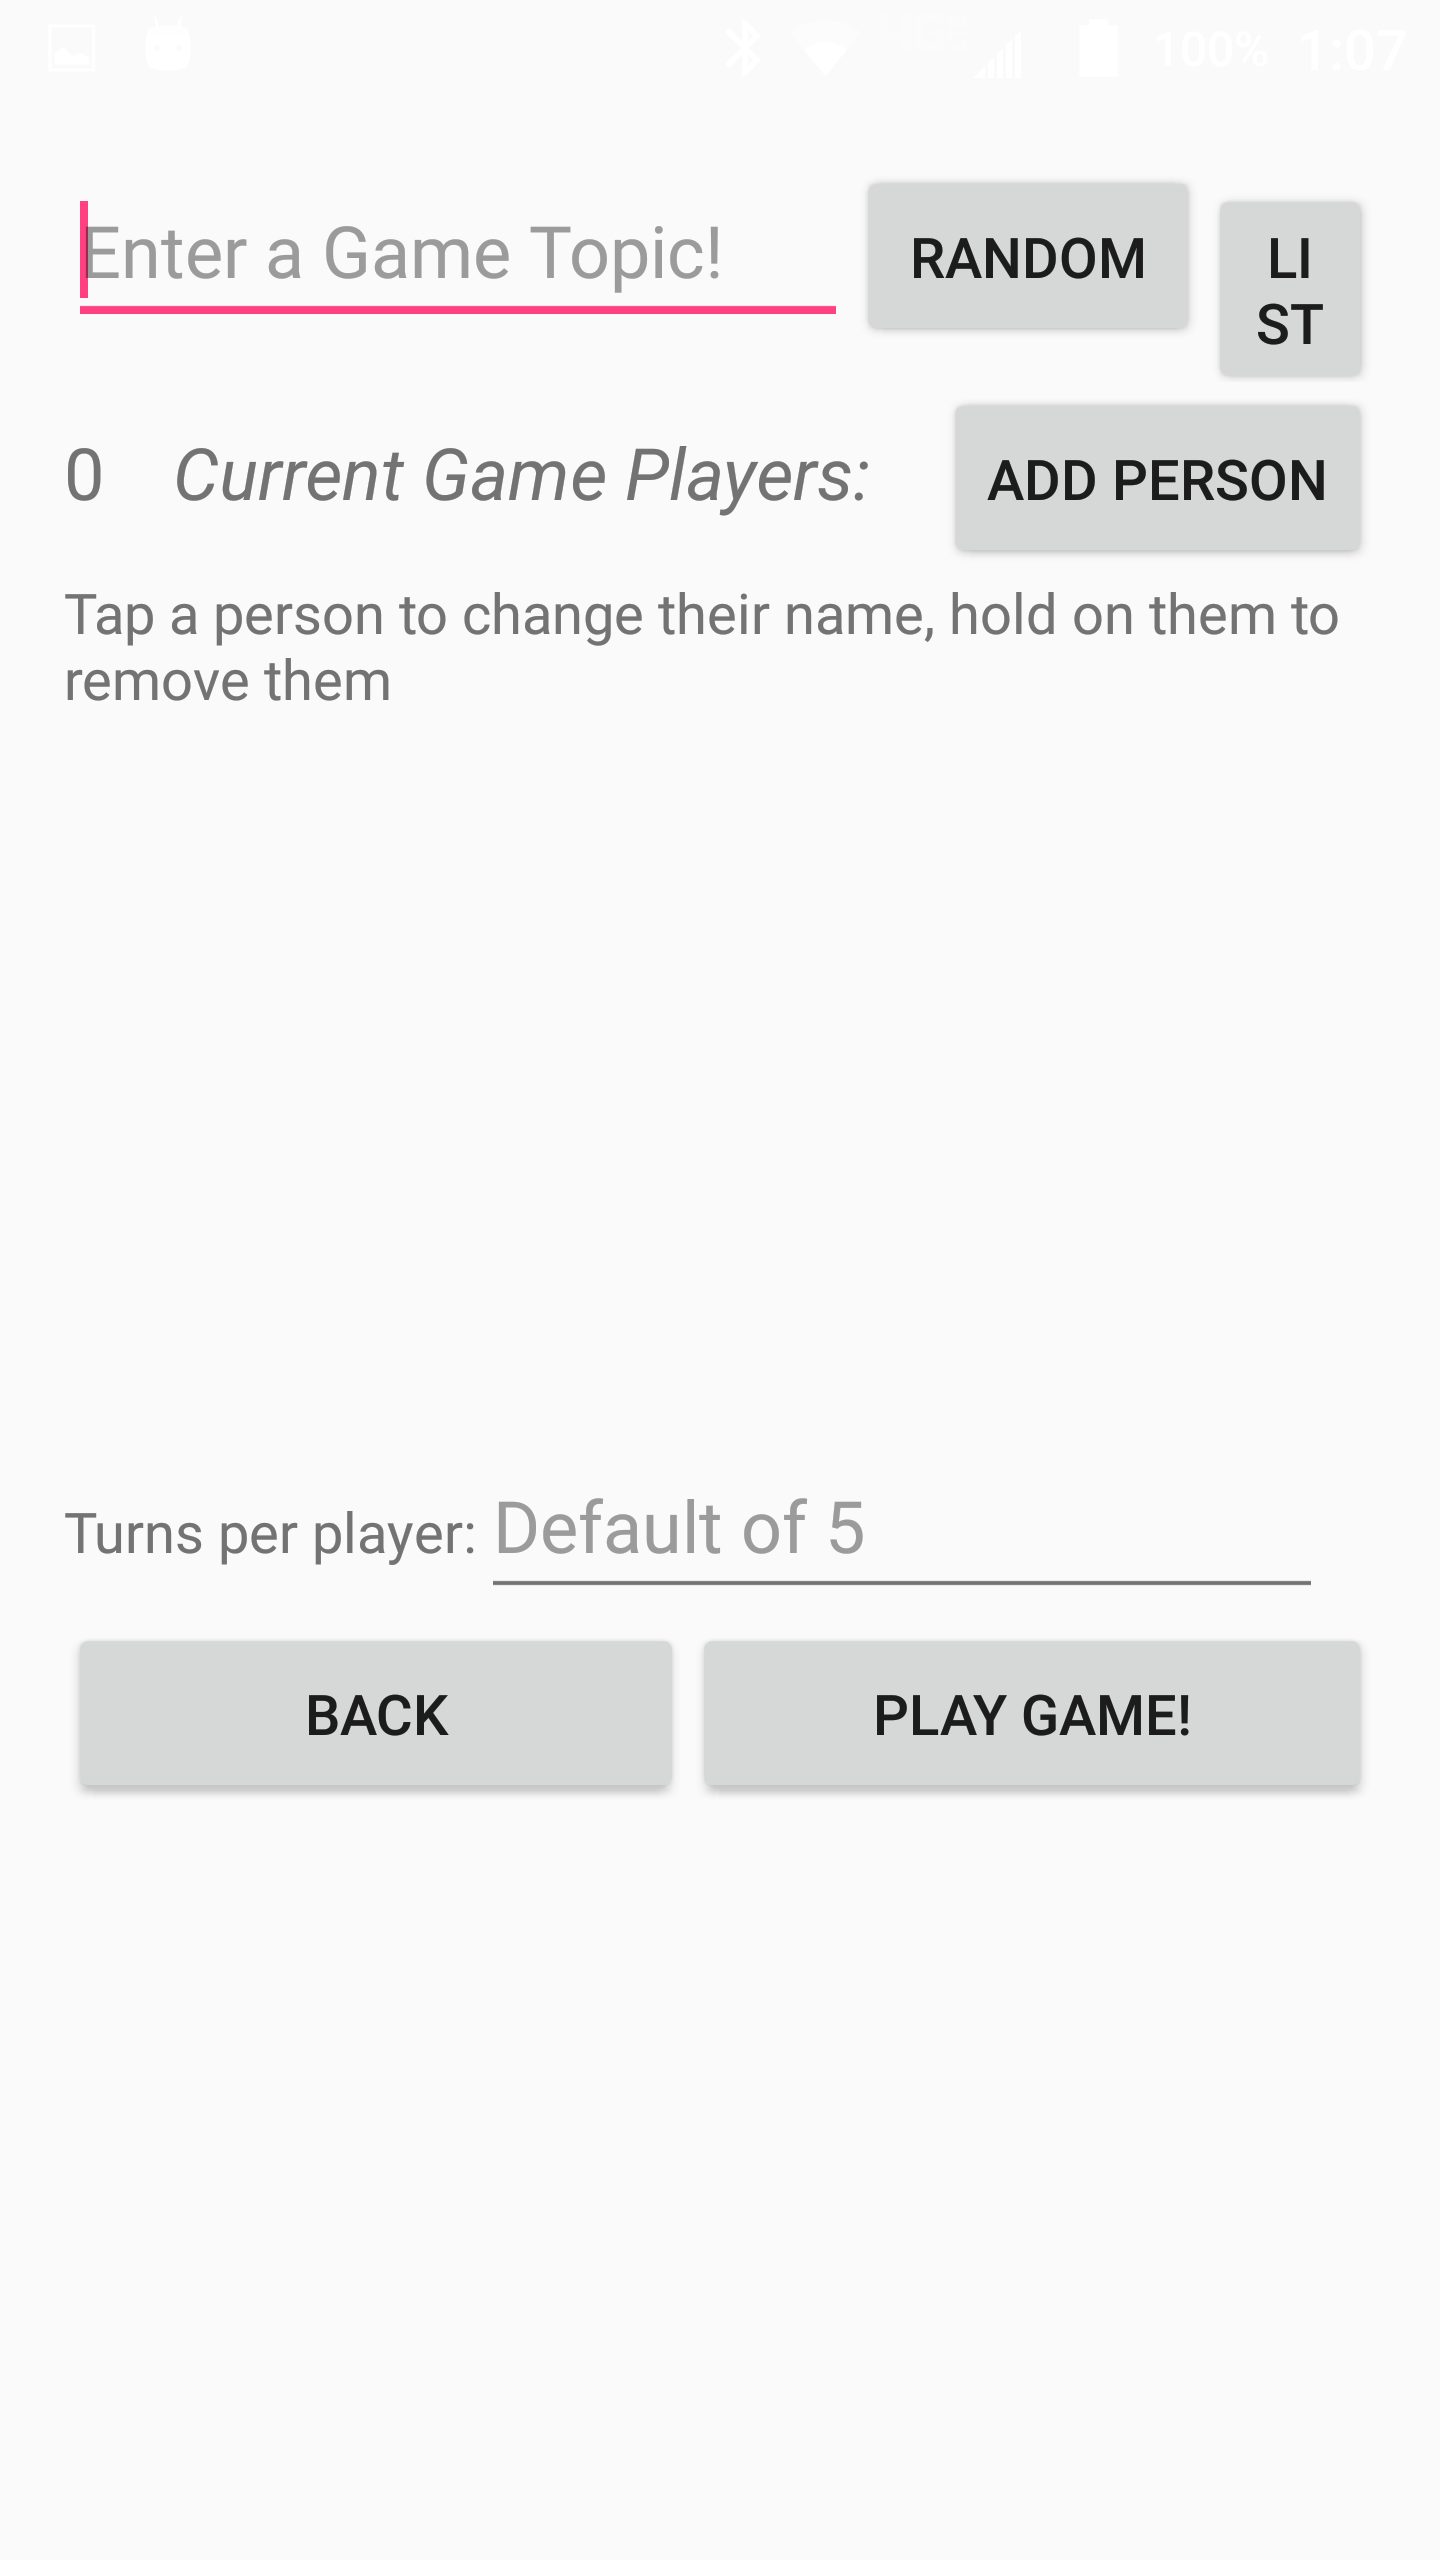 100% 1:07
Enter a Game Topic!
RANDOM
LI
ST
0 Current Game Players:
ADD PERSON
Tap a person to change their name, hold on them to
remove them
Turns per player: Default of 5
BACK
PLAY GAME!